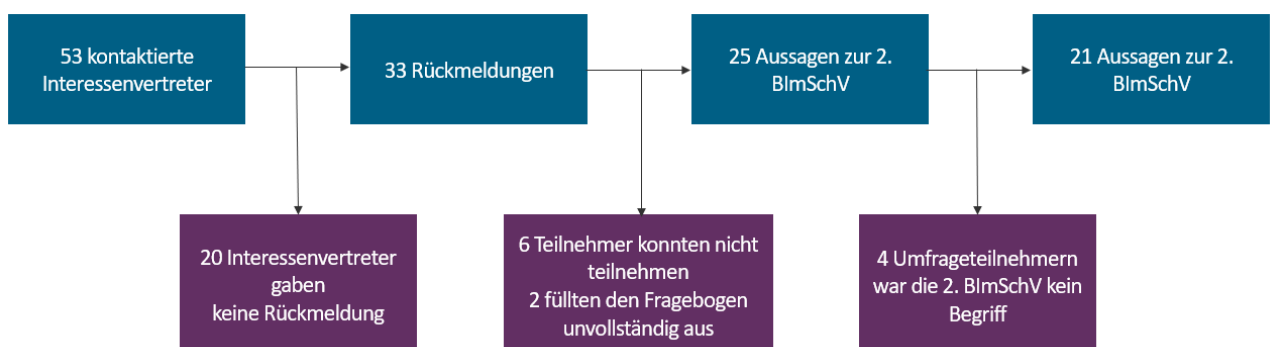 53 kontaktierte
Interessenvertreter
33 Rückmeldungen
25 Aussagen zur 2.
BImSchV
21 Aussagen zur 2.
BImSchV
20 Interessenvertreter
gaben
keine Rückmeldung
6 Teilnehmer konnten nicht
teilnehmen
2 füllten den Fragebogen
unvollständig aus
4 Umfrageteilnehmern
war die 2. BImSchV kein
Begriff